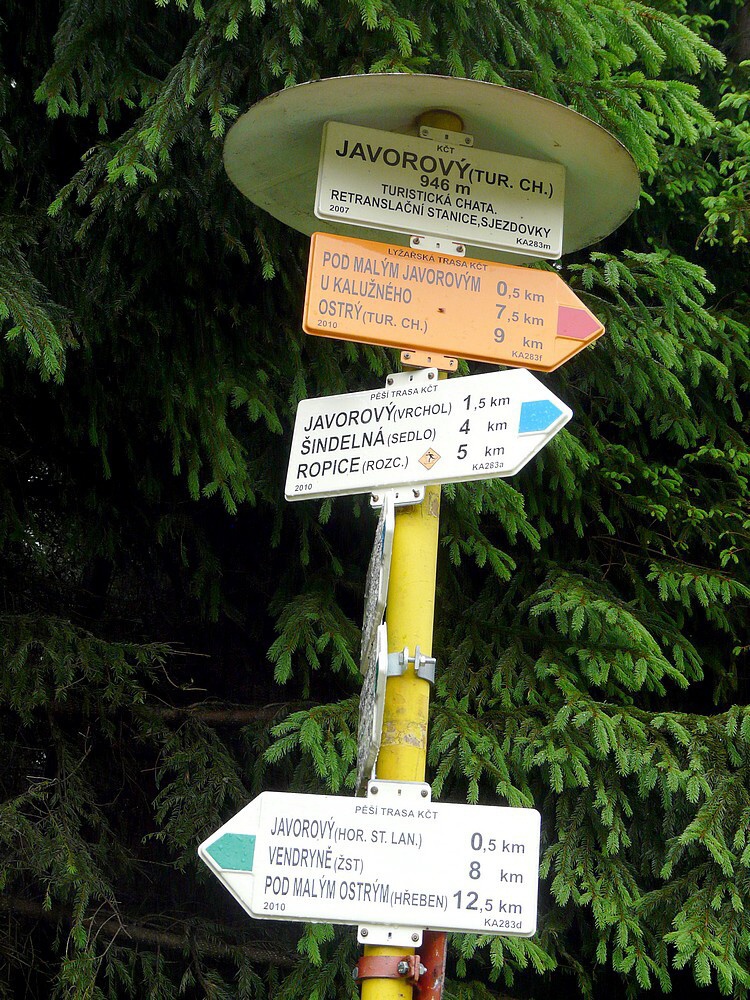 KČT
JAVOROVÝ(TUR. CH.)
946 m
TURISTICKÁ CHATA.
RETRANSLAČNÍ STANICE,SJEZDOVKY
2007 KA283m
LYŽAŘSKÁ TRASA KČT
POD MALÝM JAVOROVÝM 0,5 km
U KALUŽNÉHO 7,5 km
OSTRÝ(TUR. CH.) 9 km
2010 KA283f
PĚŠÍ TRASA KČT
JAVOROVÝ(VRCHOL) 1,5 km
ŠINDELNÁ(SEDLO) 4 km
ROPICE(ROZC.) 5 km
2010 KA283a
PĚŠÍ TRASA KČT
JAVOROVÝ(HOR. ST. LAN.) 0,5 km
VENDRYNĚ(ŽST) 8 km
POD MALÝM OSTRÝM(HŘEBEN) 12,5 km
2010 KA283d